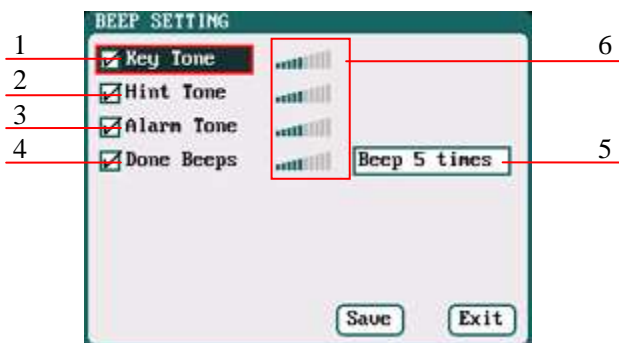 BEEP SETTING
1 Key Tone 6
2 Hint Tone
3 Alarm Tone
4 Done Beeps Beep 5 times 5
Save Exit